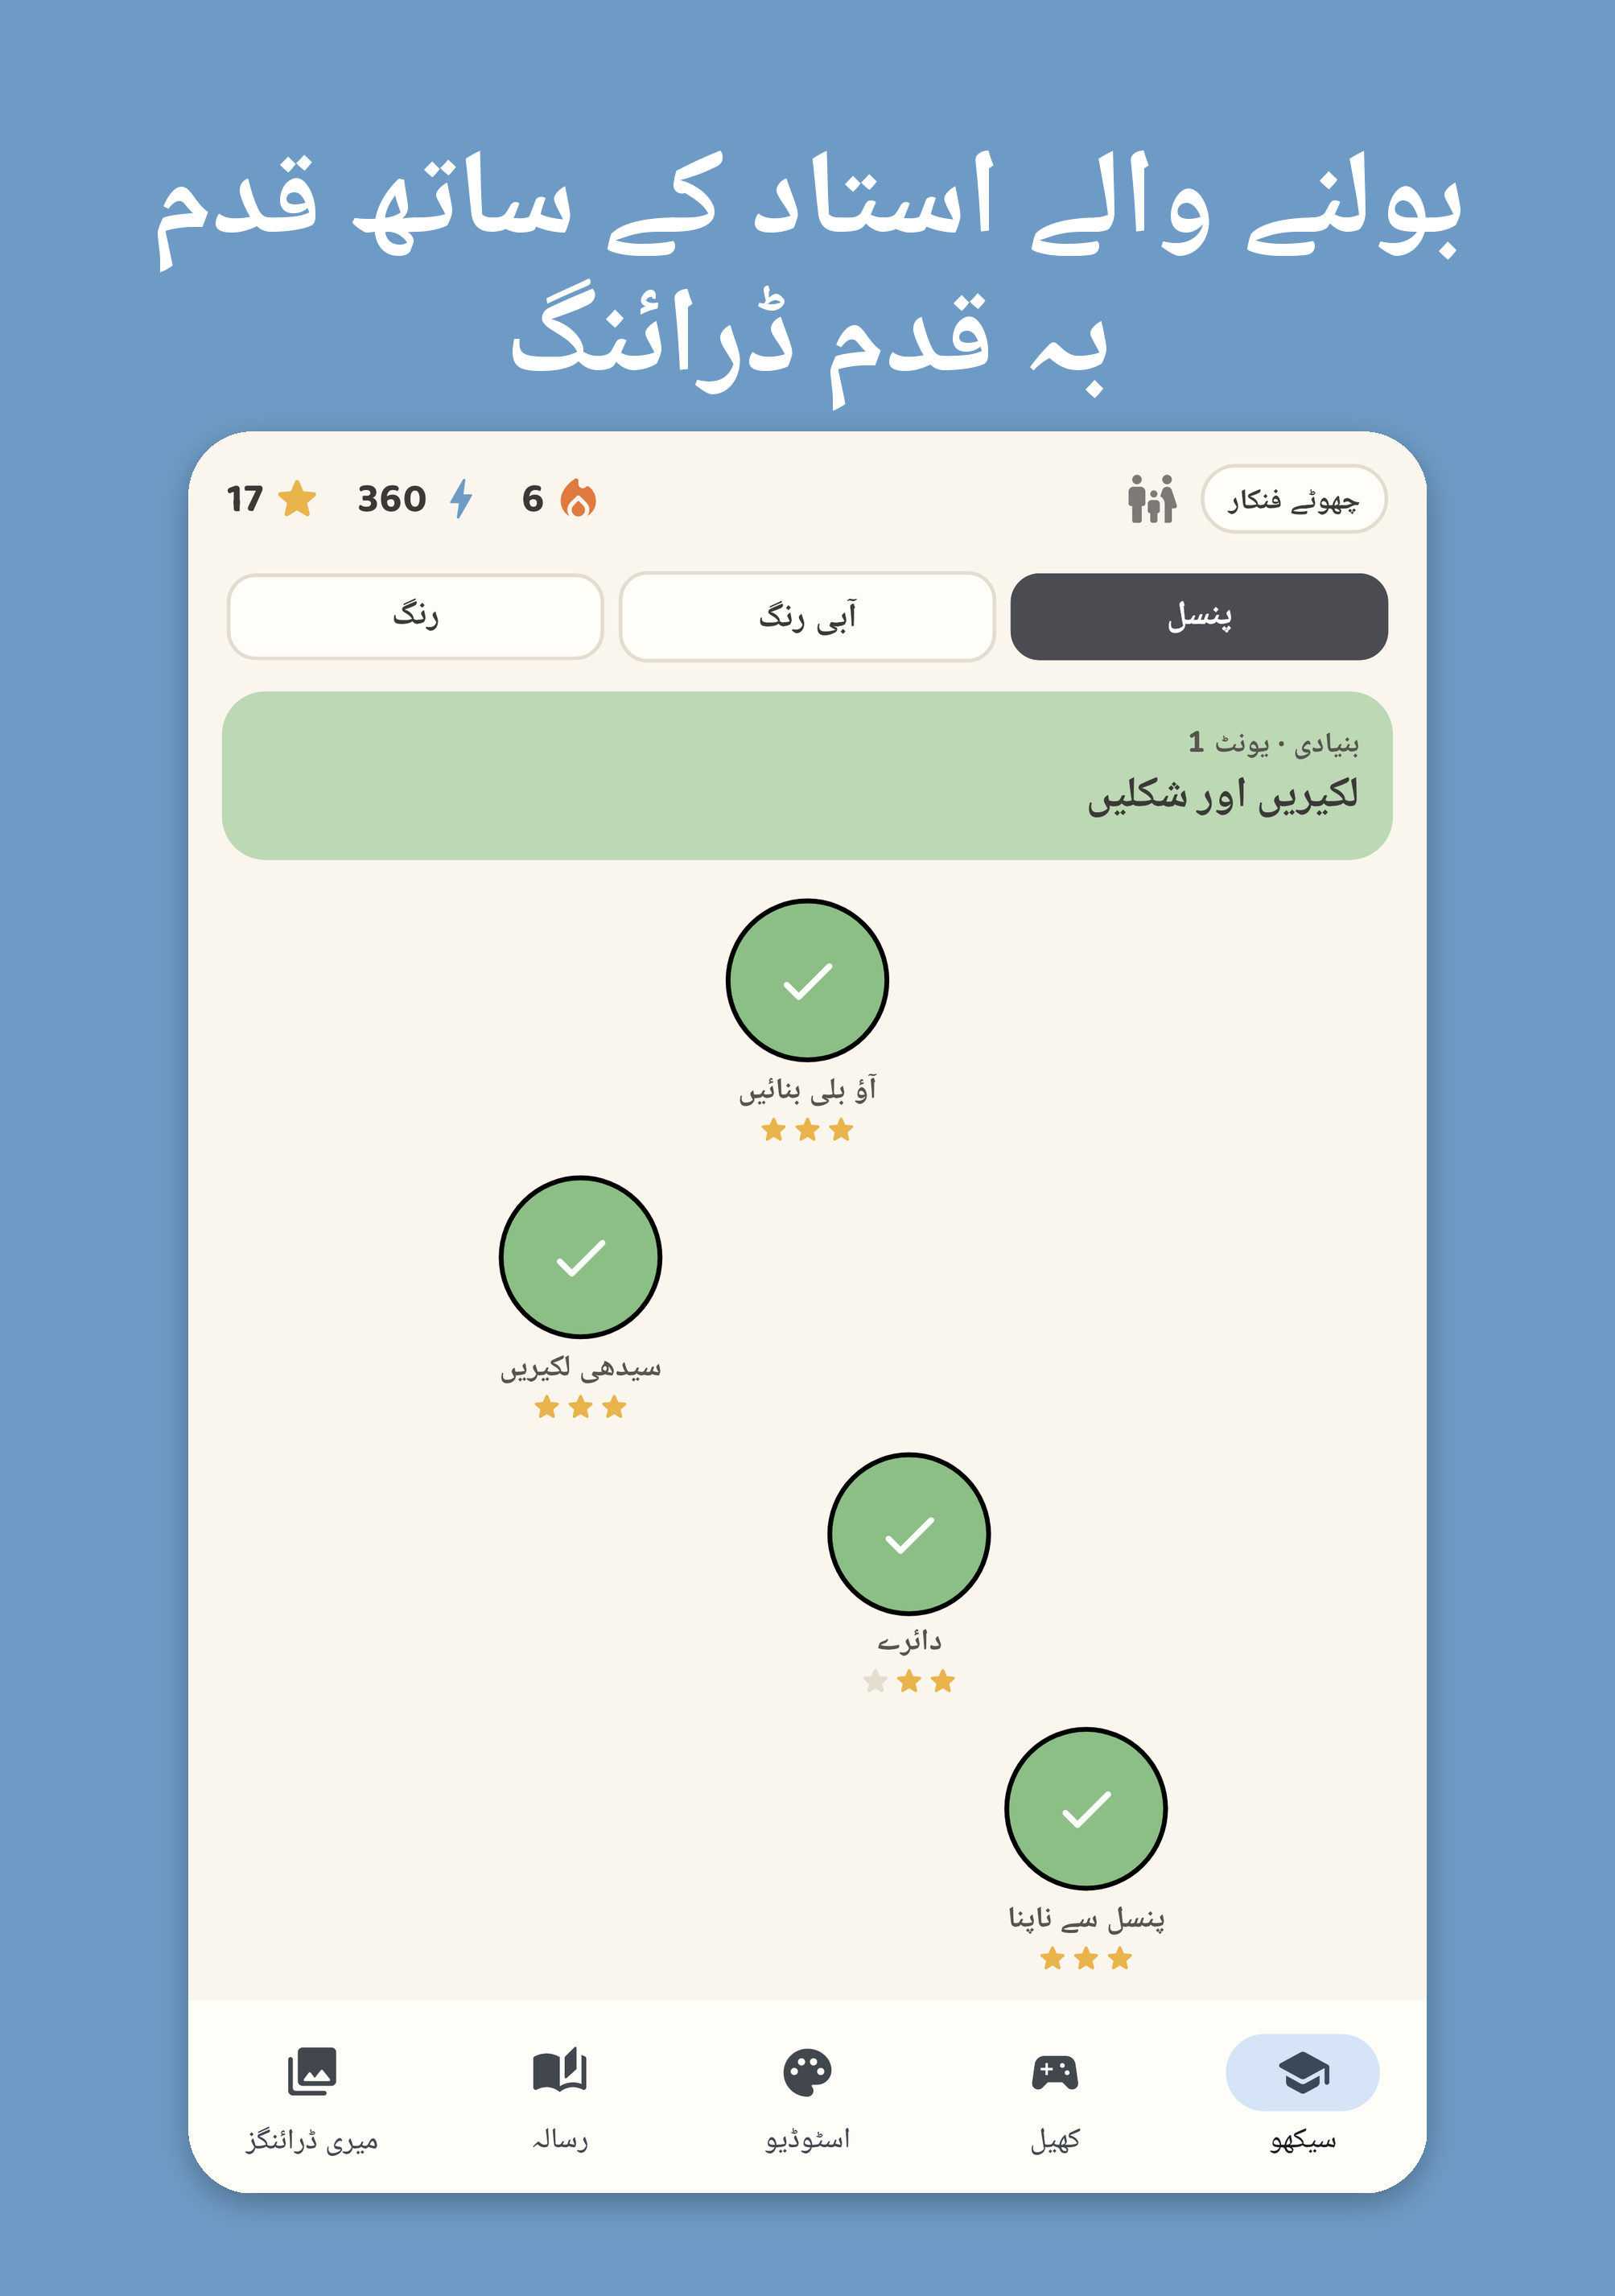 بولنے والے استاد کے ساتھ قدم
بہ قدم ڈرائنگ
چھوٹے فنکار
6
360
17
پنسل
آبی رنگ
رنگ
بنیادی · یونٹ 1
لکیریں اور شکلیں
آؤ بلی بنائیں
سیدھی لکیریں
دائرے
پنسل سے ناپنا
سیکھو
کھیل
اسٹوڈیو
رسالہ
میری ڈرائنگز